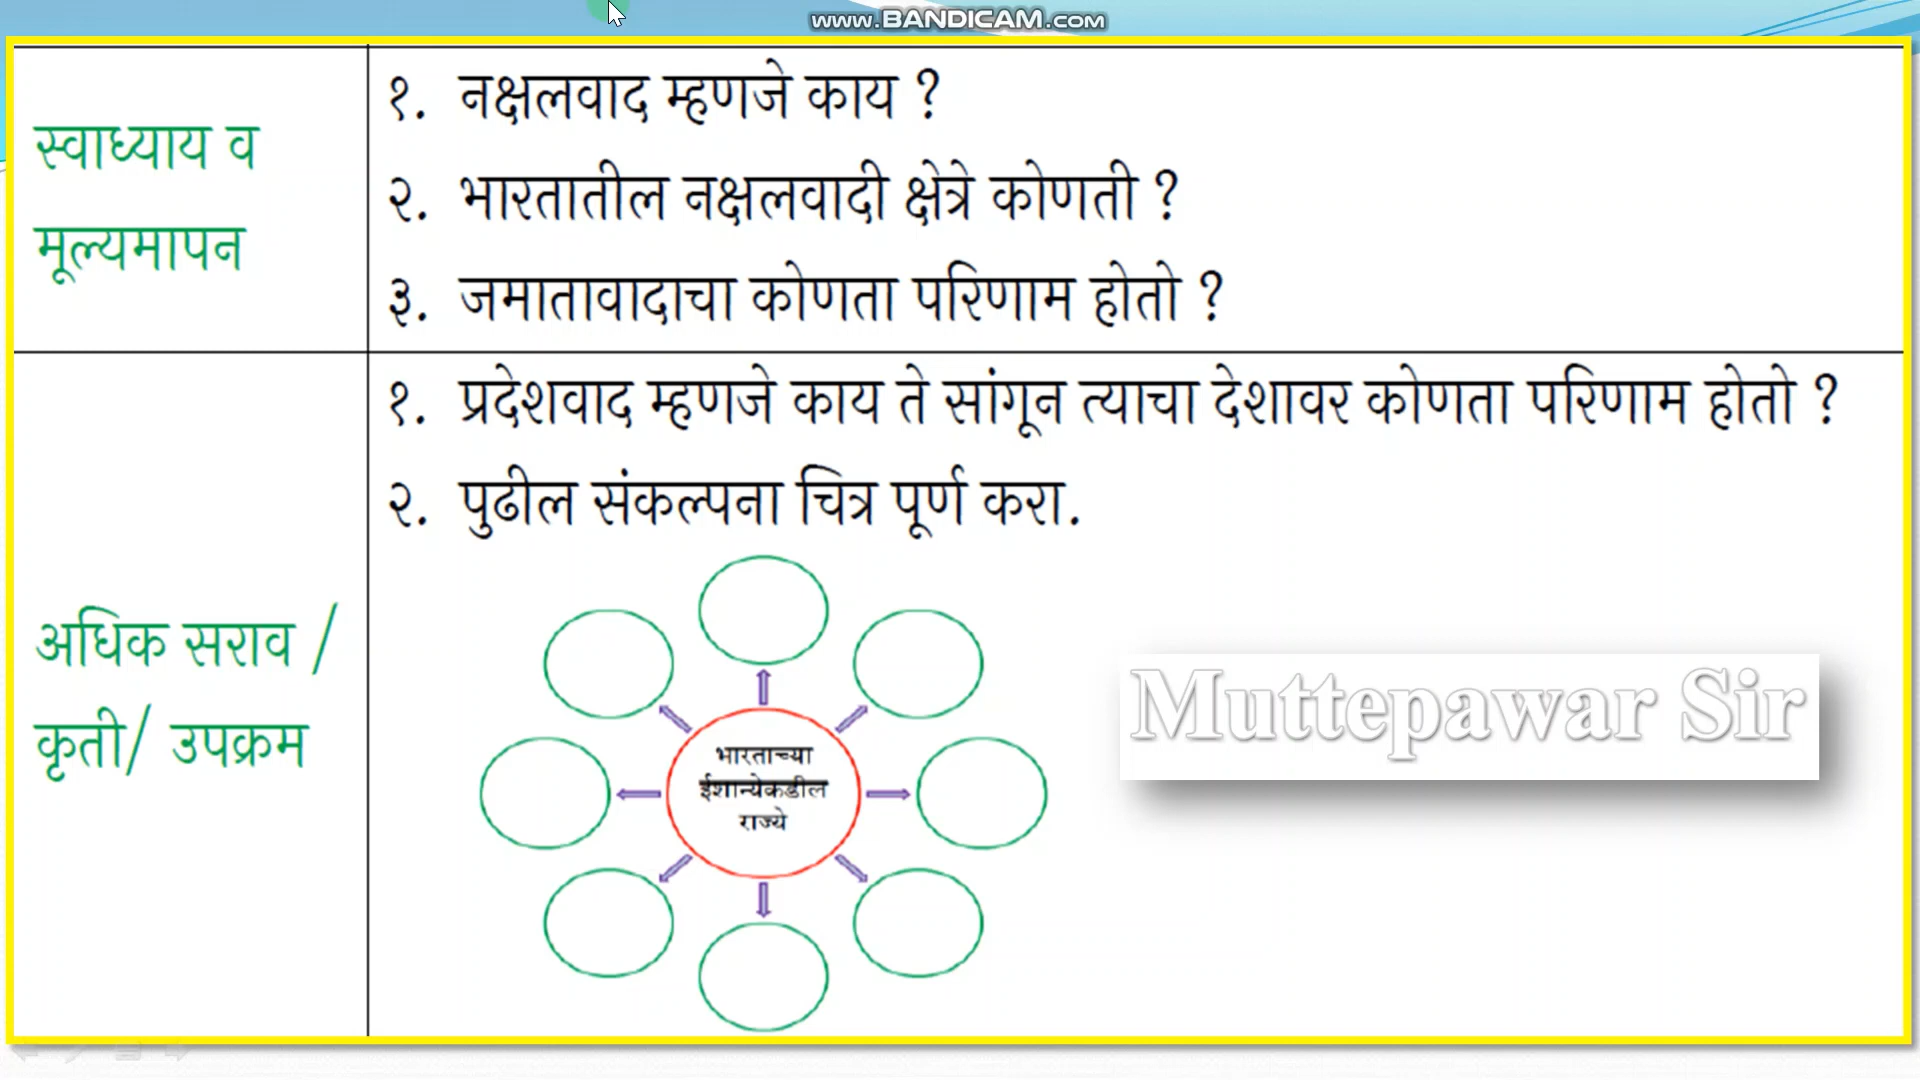 www.BANDICAM.com
स्वाध्याय व
मूल्यमापन
१. नक्षलवाद म्हणजे काय ?
२. भारतातील नक्षलवादी क्षेत्रे कोणती ?
३. जमातावादाचा कोणता परिणाम होतो ?
अधिक सराव /
कृती/ उपक्रम
१. प्रदेशवाद म्हणजे काय ते सांगून त्याचा देशावर कोणता परिणाम होतो ?
२. पुढील संकल्पना चित्र पूर्ण करा.
भारताच्या
ईशान्येकडील
राज्ये
Muttepawar Sir